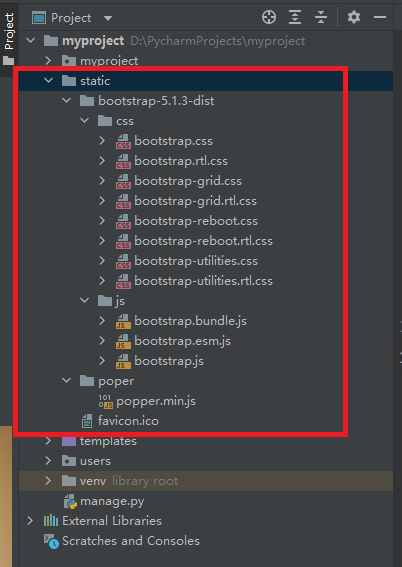 Project
Project
myproject D:\PycharmProjects\myproject
myproject
static
bootstrap-5.1.3-dist
css
bootstrap.css
bootstrap.rtl.css
bootstrap-grid.css
bootstrap-grid.rtl.css
bootstrap-reboot.css
bootstrap-reboot.rtl.css
bootstrap-utilities.css
bootstrap-utilities.rtl.css
js
bootstrap.bundle.js
bootstrap.esm.js
bootstrap.js
poper
popper.min.js
favicon.ico
templates
users
venv library root
manage.py
External Libraries
Scratches and Consoles